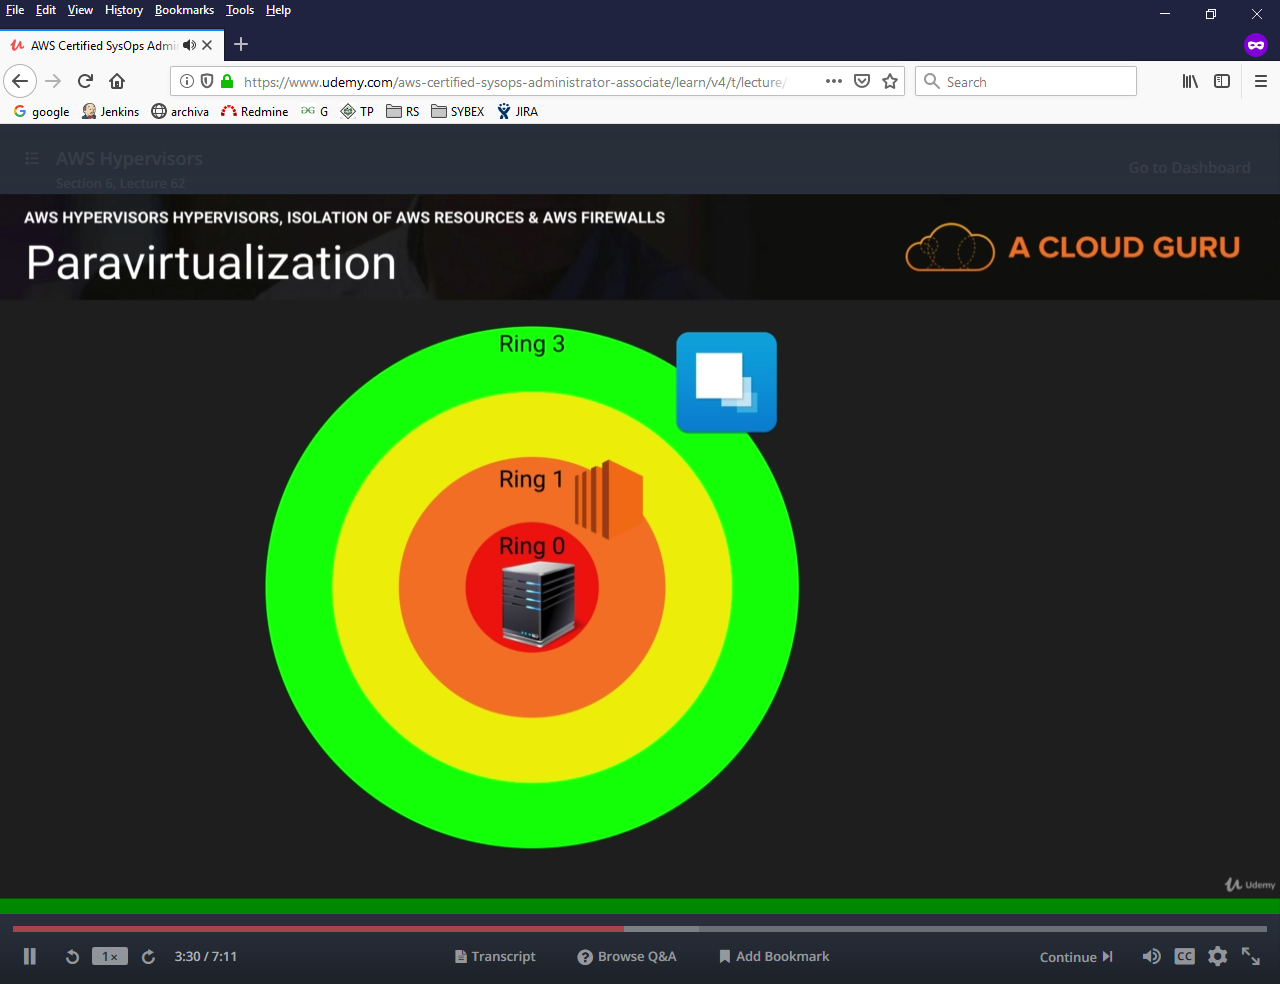 File Edit View History Bookmarks Tools Help
AWS Certified SysOps Admi
https://www.udemy.com/aws-certified-sysops-administrator-associate/learn/v4/t/lecture/
Search
google Jenkins archiva Redmine G TP RS SYBEX JIRA
AWS Hypervisors
Go to Dashboard
Section 6, Lecture 62
AWS HYPERVISORS HYPERVISORS, ISOLATION OF AWS RESOURCES & AWS FIREWALLS
Paravirtualization
A CLOUD GURU
Ring 3
Ring 1
Ring 0
Udemy
1× 3:30 / 7:11 Transcript Browse Q&A Add Bookmark Continue CC